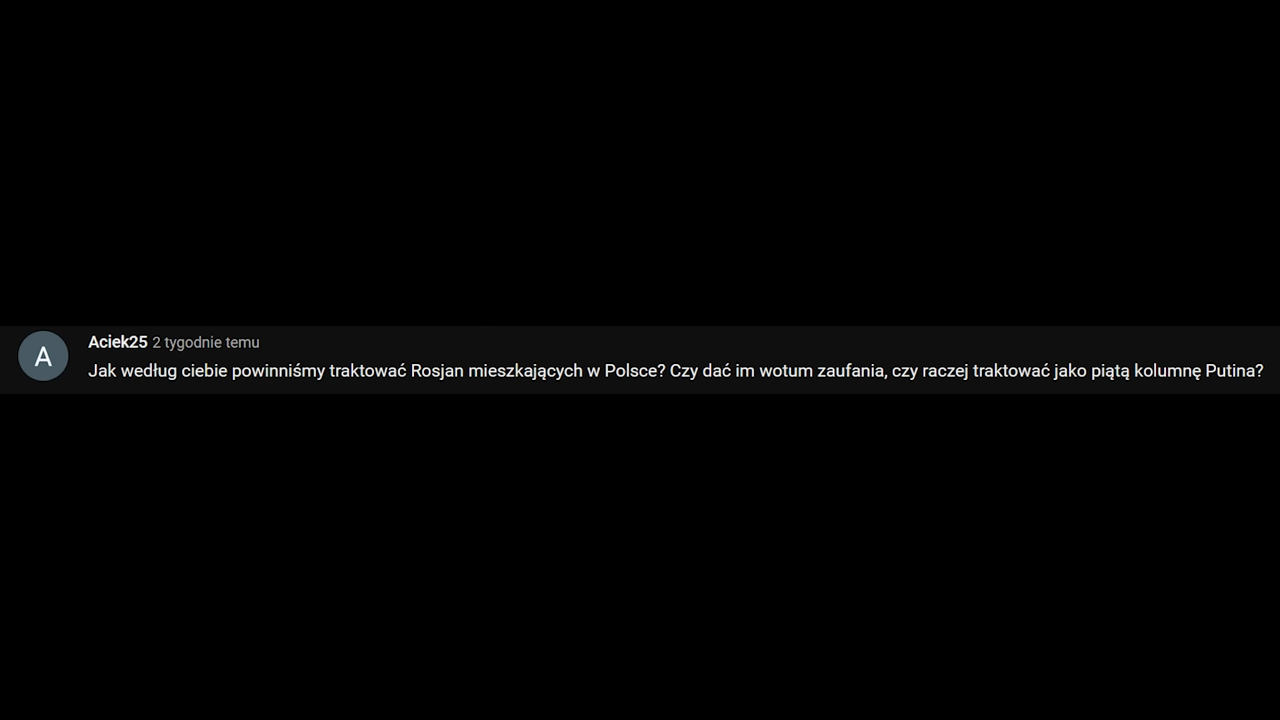 A
Aciek25 2 tygodnie temu
Jak według ciebie powinniśmy traktować Rosjan mieszkających w Polsce? Czy dać im wotum zaufania, czy raczej traktować jako piątą kolumnę Putina?